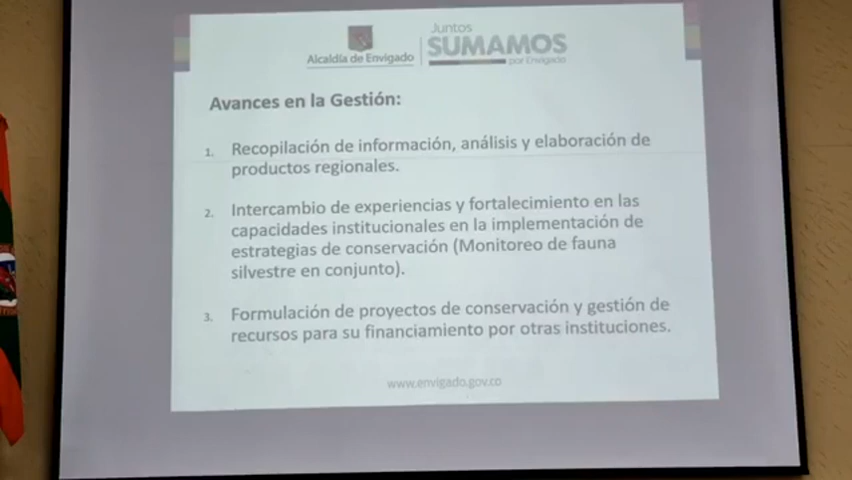 Alcaldía de Envigado
Juntos
SUMAMOS
por Envigado
Avances en la Gestión:
1. Recopilación de información, análisis y elaboración de
productos regionales.
2. Intercambio de experiencias y fortalecimiento en las
capacidades institucionales en la implementación de
estrategias de conservación (Monitoreo de fauna
silvestre en conjunto).
3. Formulación de proyectos de conservación y gestión de
recursos para su financiamiento por otras instituciones.
www.envigado.gov.co